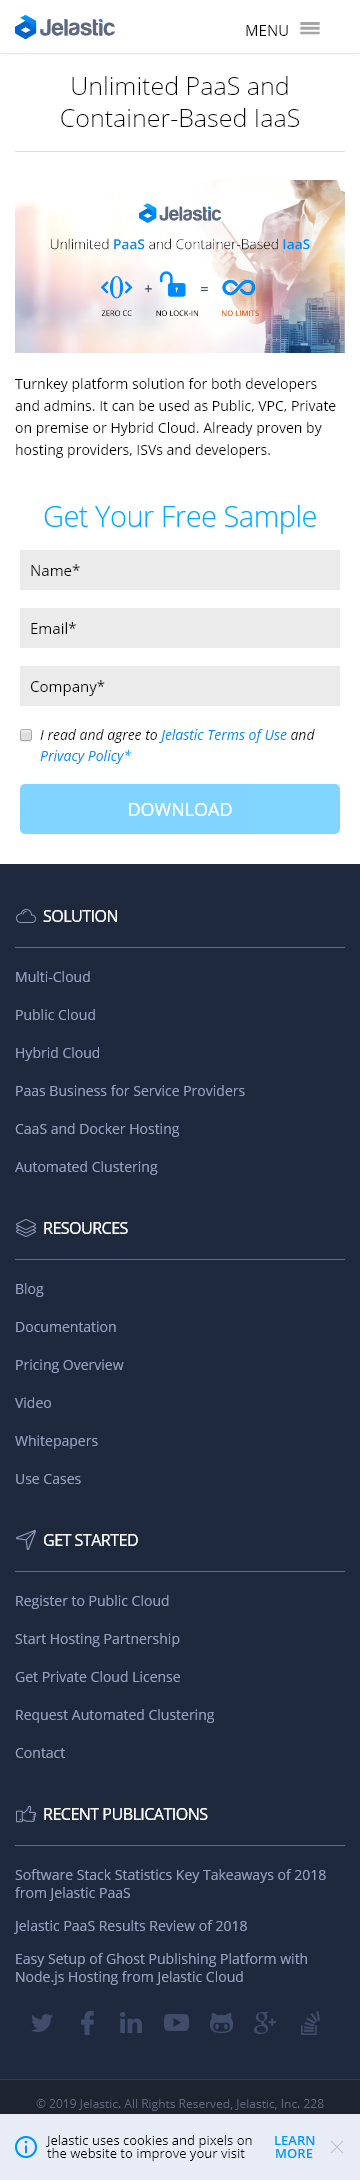 Jelastic
MENU
Unlimited PaaS and
Container-Based IaaS
Jelastic
Unlimited PaaS and Container-Based IaaS
+ =
ZERO CC NO LOCK-IN NO LIMITS
Turnkey platform solution for both developers
and admins. It can be used as Public, VPC, Private
on premise or Hybrid Cloud. Already proven by
hosting providers, ISVs and developers.
Get Your Free Sample
Name*
Email*
Company*
I read and agree to Jelastic Terms of Use and
Privacy Policy*
DOWNLOAD
SOLUTION
Multi-Cloud
Public Cloud
Hybrid Cloud
Paas Business for Service Providers
CaaS and Docker Hosting
Automated Clustering
RESOURCES
Blog
Documentation
Pricing Overview
Video
Whitepapers
Use Cases
GET STARTED
Register to Public Cloud
Start Hosting Partnership
Get Private Cloud License
Request Automated Clustering
Contact
RECENT PUBLICATIONS
Software Stack Statistics Key Takeaways of 2018
from Jelastic PaaS
Jelastic PaaS Results Review of 2018
Easy Setup of Ghost Publishing Platform with
Node.js Hosting from Jelastic Cloud
© 2019 Jelastic. All Rights Reserved, Jelastic, Inc. 228
Jelastic uses cookies and pixels on
the website to improve your visit
LEARN
MORE